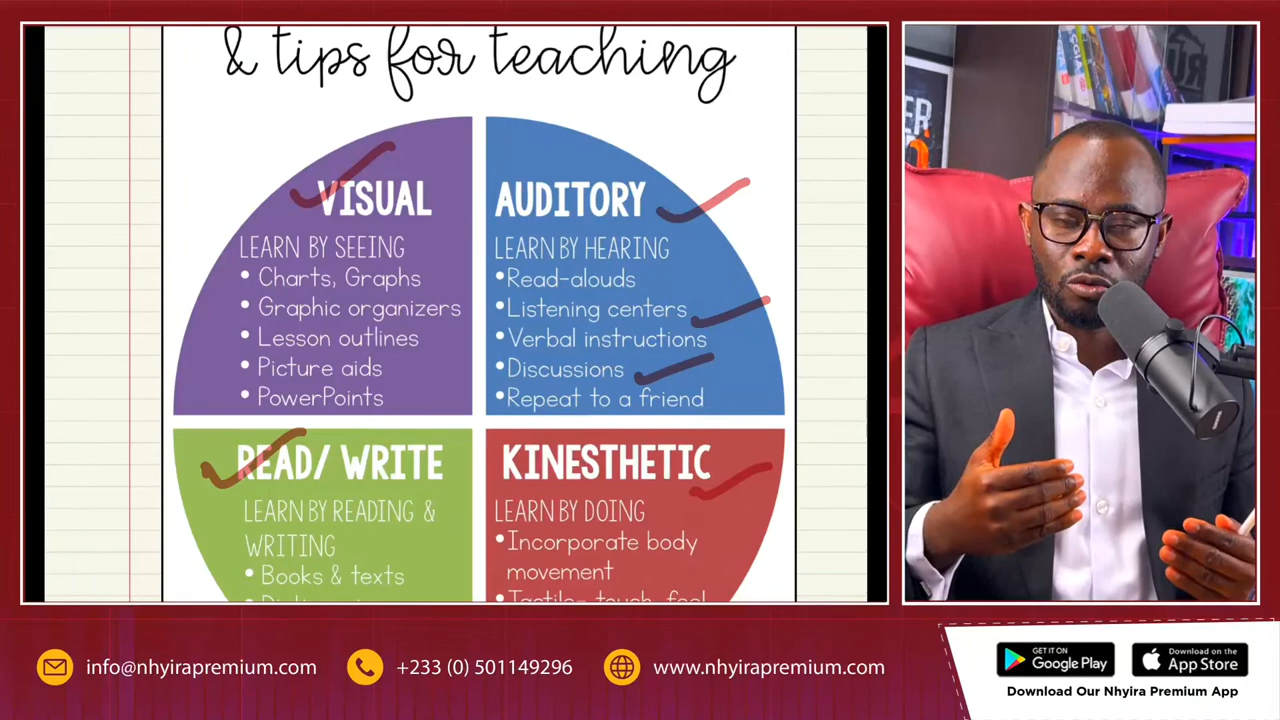 & tips for teaching
VISUAL
LEARN BY SEEING
• Charts, Graphs
• Graphic organizers
• Lesson outlines
• Picture aids
• PowerPoints
AUDITORY
LEARN BY HEARING
• Read-alouds
• Listening centers
• Verbal instructions
• Discussions
• Repeat to a friend
READ/ WRITE
LEARN BY READING &
WRITING
• Books & texts
KINESTHETIC
LEARN BY DOING
• Incorporate body
movement
• Tactile- touch, feel
info@nhyirapremium.com
+233 (0) 501149296
www.nhyirapremium.com
GET IT ON
Google Play
Download on the
App Store
Download Our Nhyira Premium App